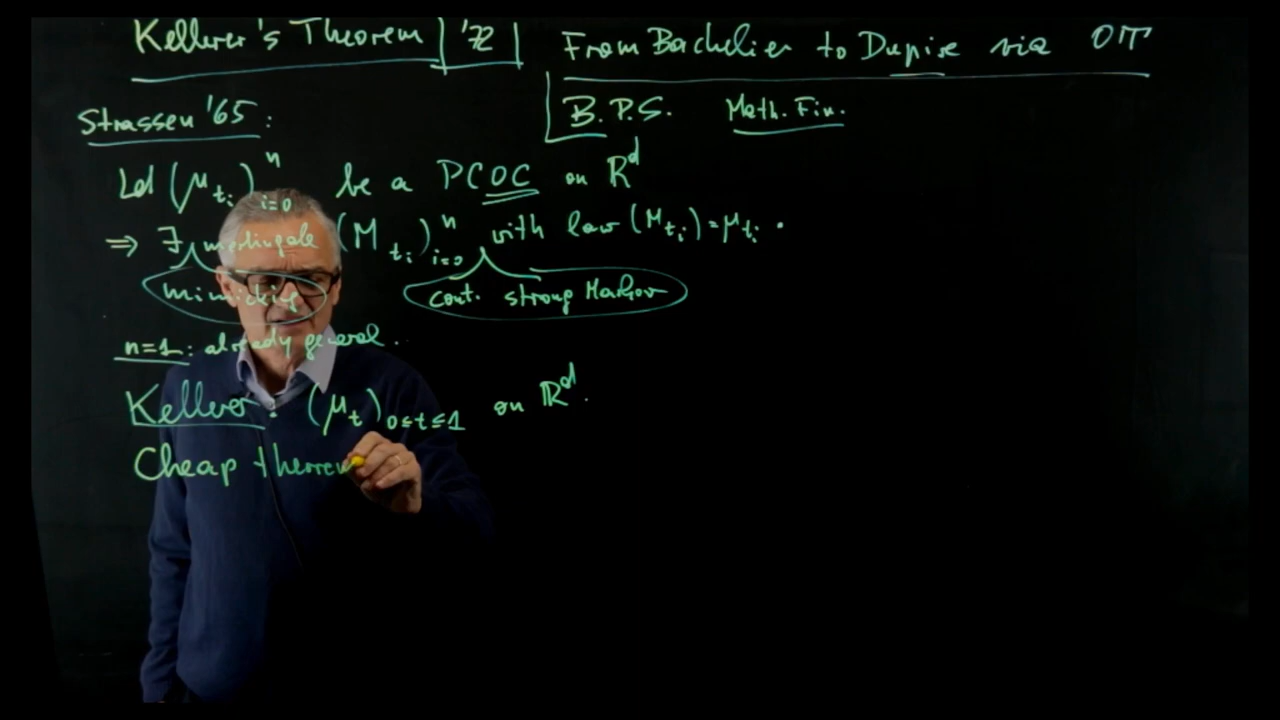 Kellerer's Theorem | '72 |
From Bachelier to Dupire via OT
B.P.S. Math. Fin.
Strassen '65:
Let (μ_{t_i})_{i=0}^n be a PCOC on ℝ^d
⇒ ∃ martingale (M_{t_i})_{i=0}^n with law (M_{t_i}) = μ_{t_i}.
mimicking cont. strong Markov
n=1: already general..
Kellerer: (μ_t)_{0≤t≤1} on ℝ^d.
Cheap theorem